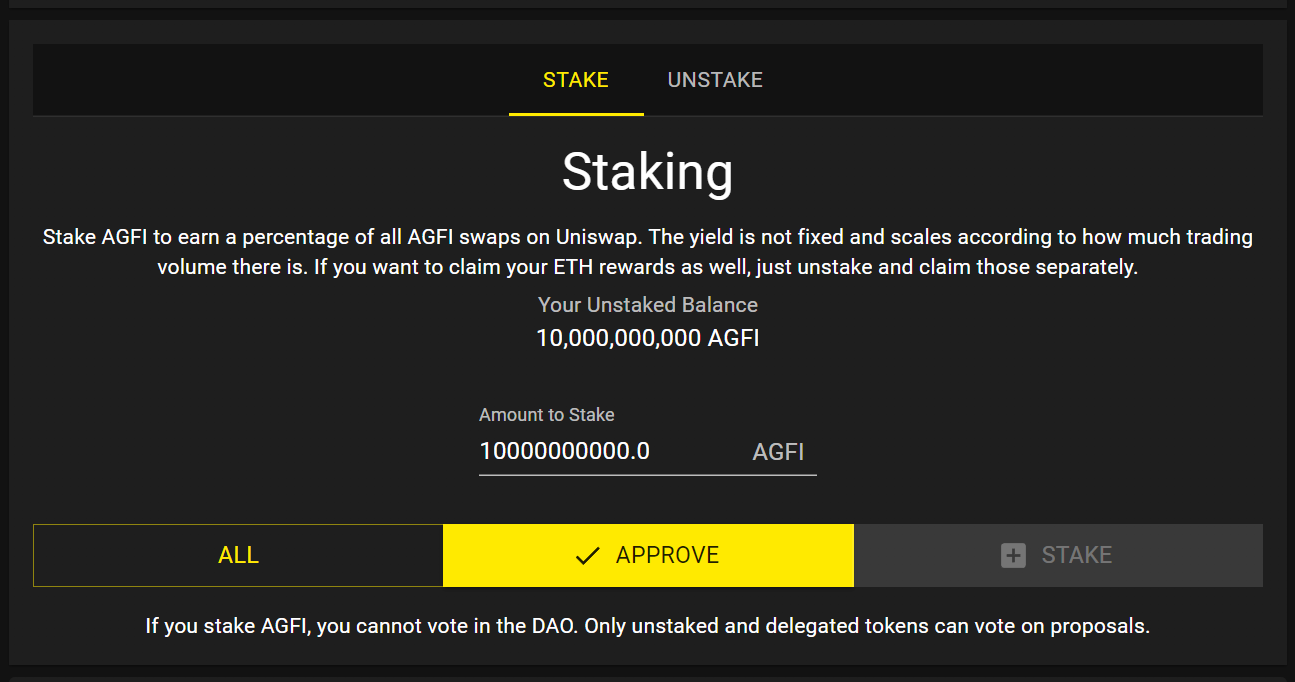 STAKE UNSTAKE
Staking
Stake AGFI to earn a percentage of all AGFI swaps on Uniswap. The yield is not fixed and scales according to how much trading
volume there is. If you want to claim your ETH rewards as well, just unstake and claim those separately.
Your Unstaked Balance
10,000,000,000 AGFI
Amount to Stake
10000000000.0 AGFI
ALL APPROVE STAKE
If you stake AGFI, you cannot vote in the DAO. Only unstaked and delegated tokens can vote on proposals.